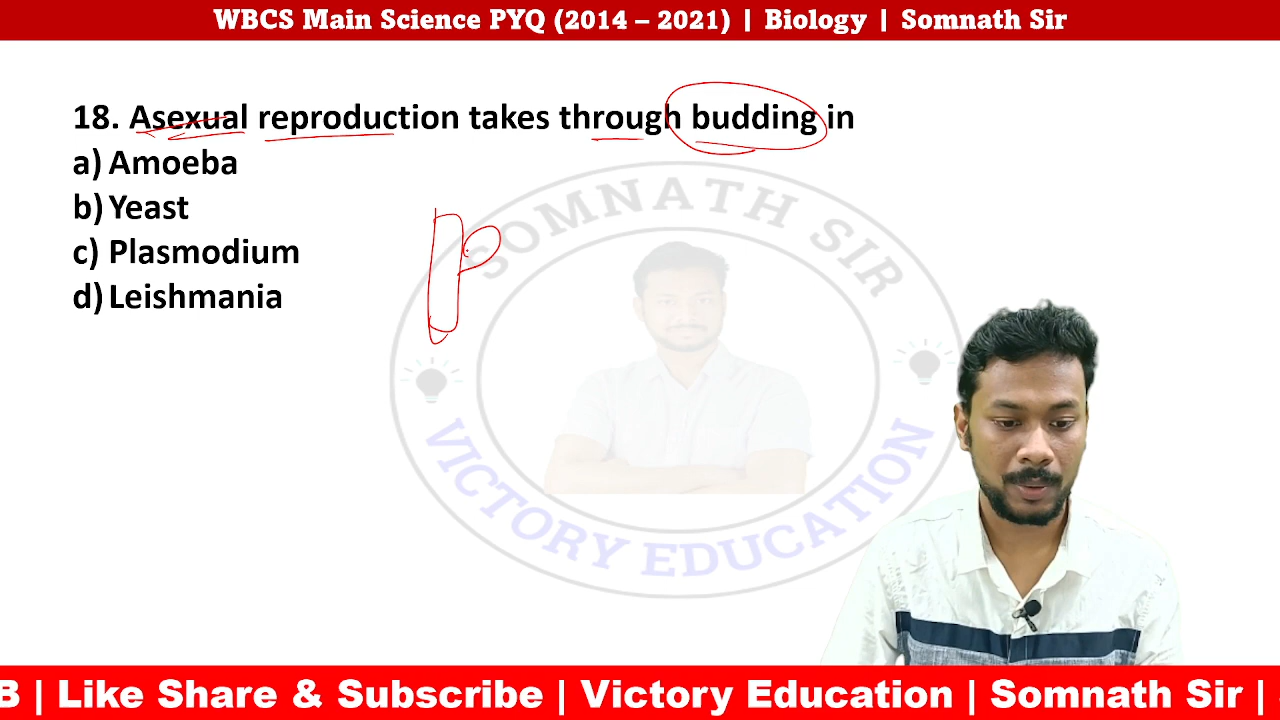 WBCS Main Science PYQ (2014 – 2021) | Biology | Somnath Sir
18. Asexual reproduction takes through budding in
a) Amoeba
b) Yeast
c) Plasmodium
d) Leishmania
SOMNATH SIR
VICTORY EDUCATION
B | Like Share & Subscribe | Victory Education | Somnath Sir |